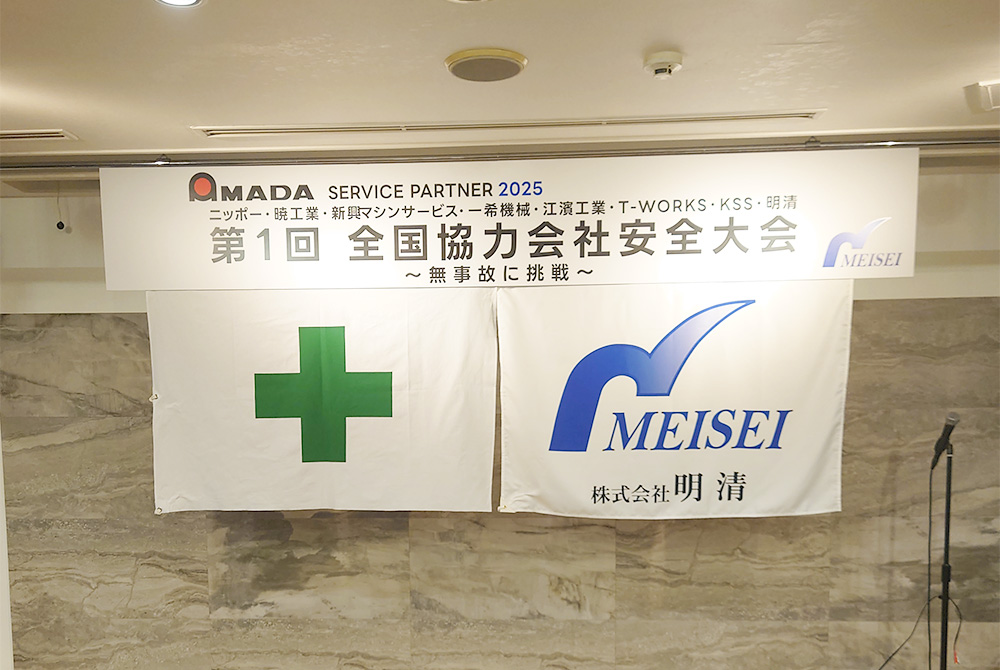 AMADA SERVICE PARTNER 2025
ニッポー・暁工業・新興マシンサービス・一希機械・江濱工業・T-WORKS・KSS・明清
第1回 全国協力会社安全大会
～無事故に挑戦～
MEISEI
MEISEI
株式会社明清